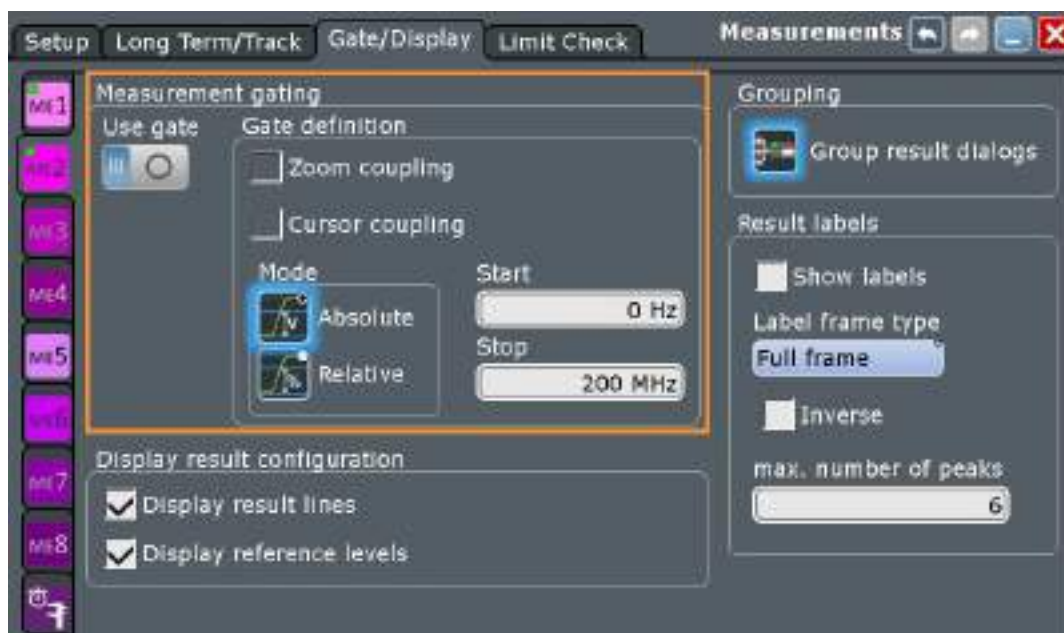 Setup Long Term/Track Gate/Display Limit Check Measurements
ME1
ME2
ME3
ME4
ME5
ME6
ME7
ME8
Measurement gating
Use gate
Gate definition
Zoom coupling
Cursor coupling
Mode
Absolute
Relative
Start
0 Hz
Stop
200 MHz
Display result configuration
Display result lines
Display reference levels
Grouping
Group result dialogs
Result labels
Show labels
Label frame type
Full frame
Inverse
max. number of peaks
6